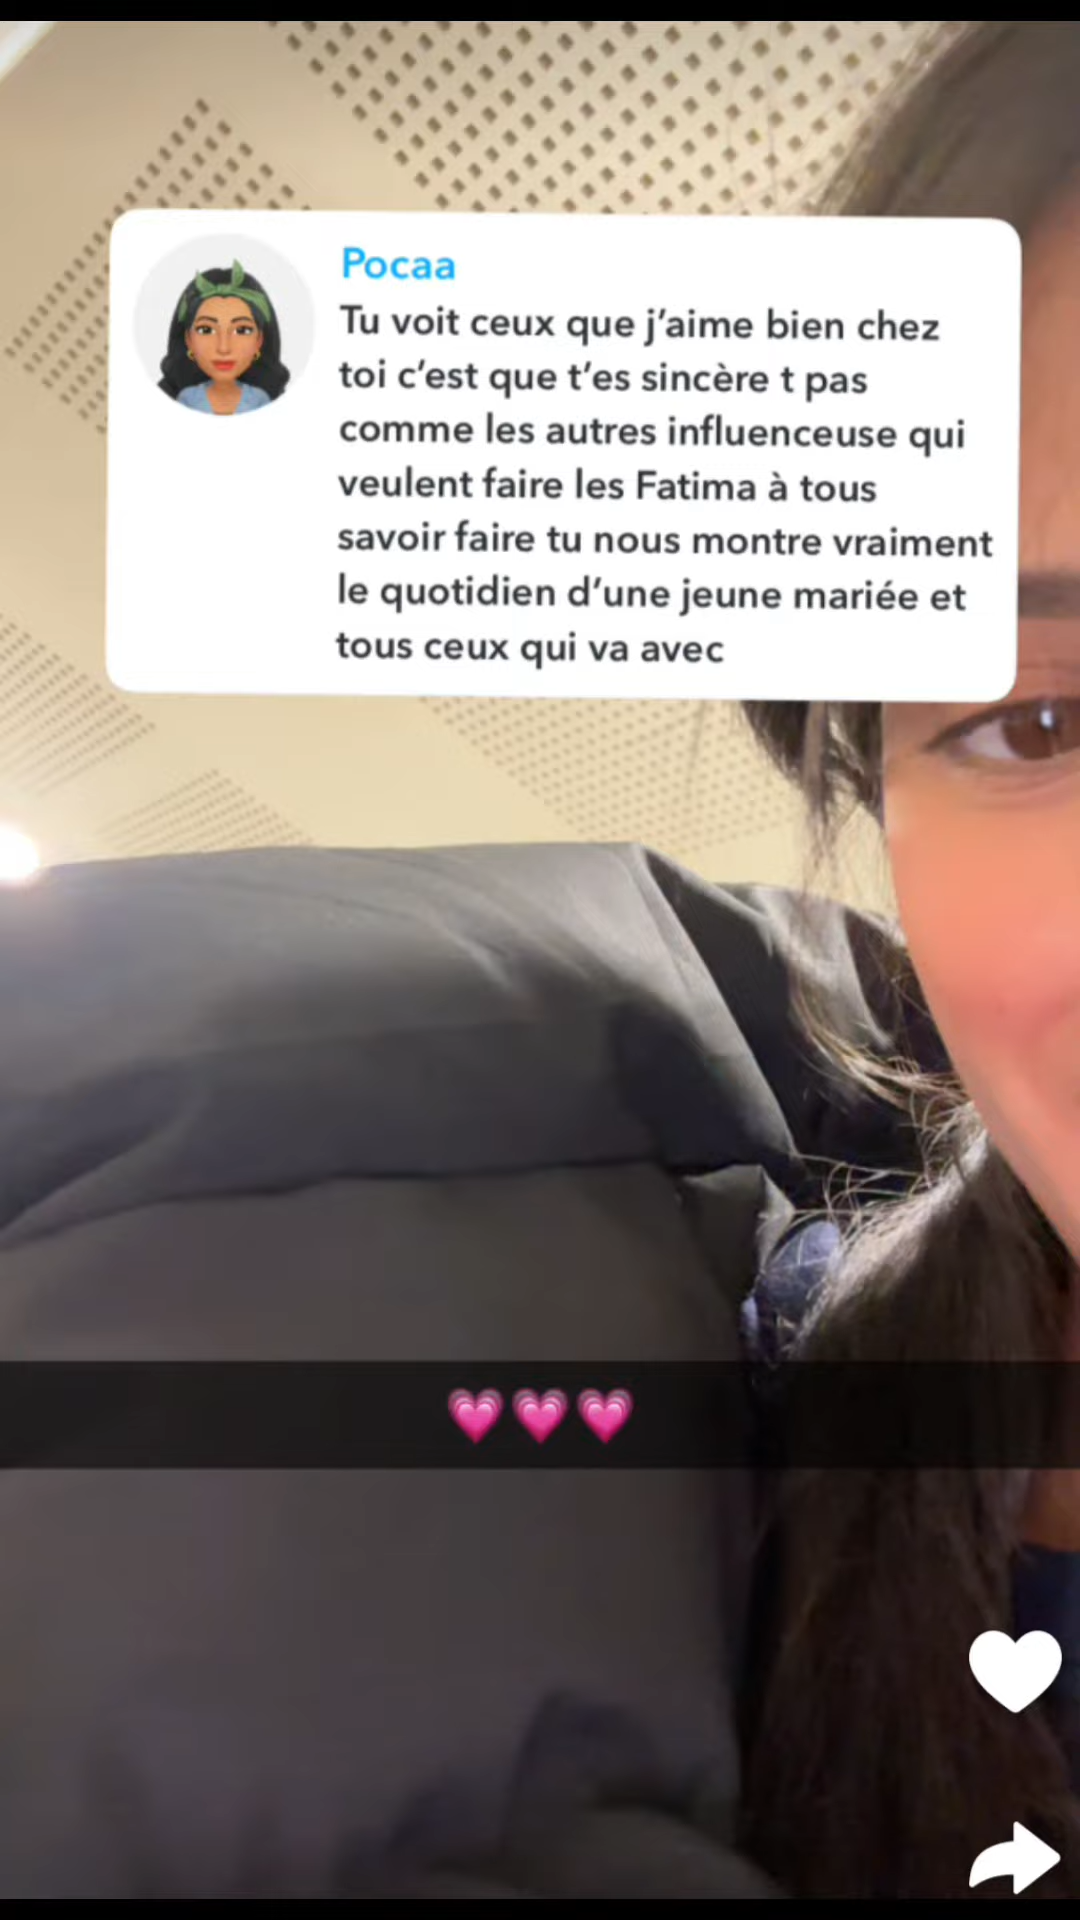 Pocaa
Tu voit ceux que j’aime bien chez
toi c’est que t’es sincère t pas
comme les autres influenceuse qui
veulent faire les Fatima à tous
savoir faire tu nous montre vraiment
le quotidien d’une jeune mariée et
tous ceux qui va avec
💗💗💗